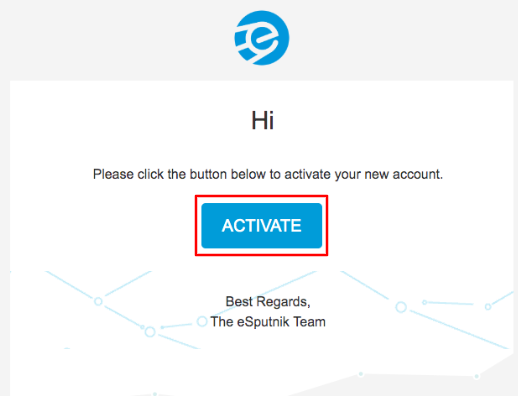 Hi
Please click the button below to activate your new account.
ACTIVATE
Best Regards,
The eSputnik Team